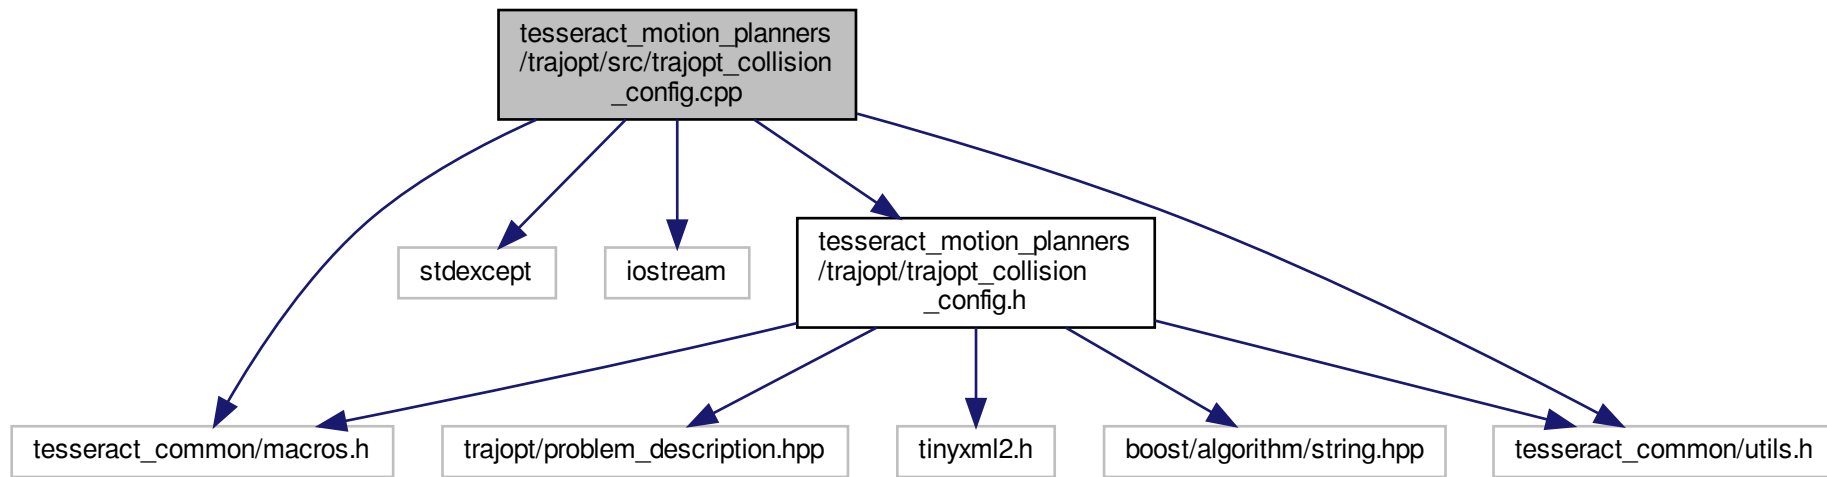 tesseract_motion_planners
/trajopt/src/trajopt_collision
_config.cpp
stdexcept
iostream
tesseract_motion_planners
/trajopt/trajopt_collision
_config.h
tesseract_common/macros.h
trajopt/problem_description.hpp
tinyxml2.h
boost/algorithm/string.hpp
tesseract_common/utils.h